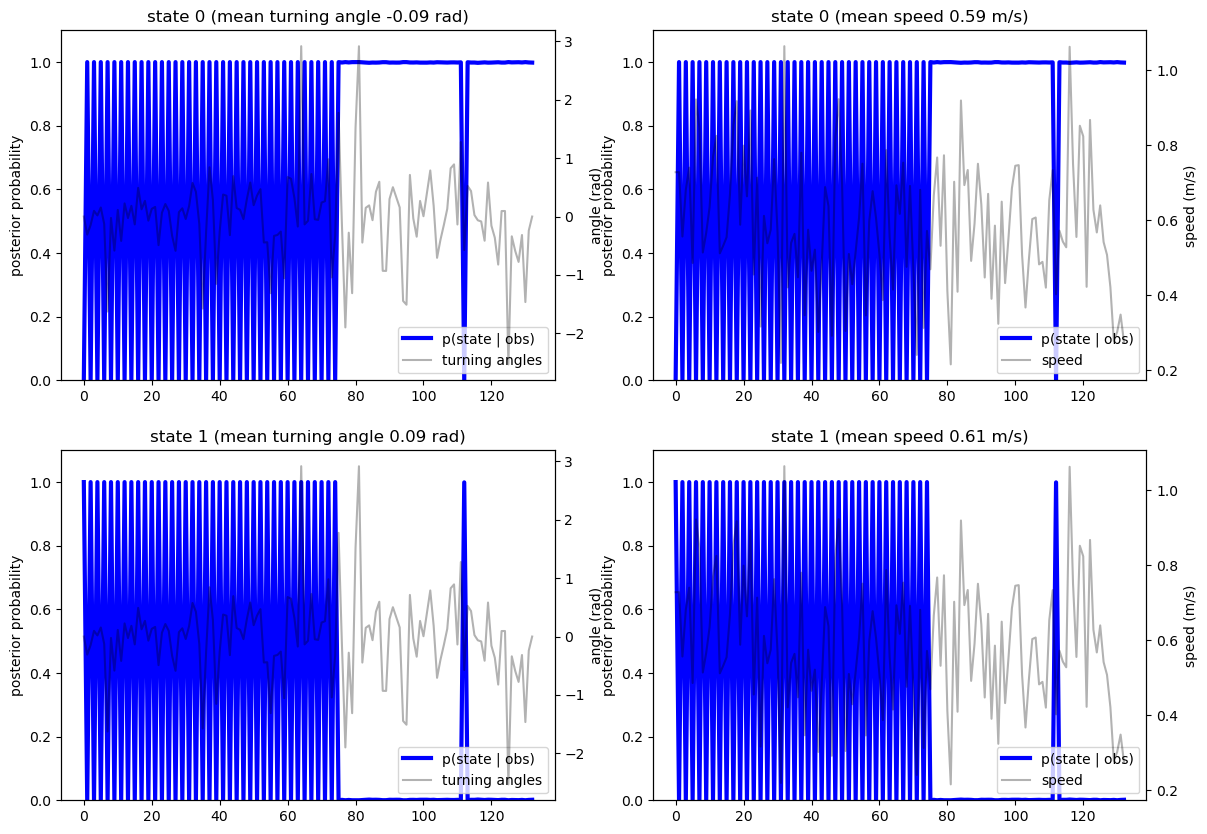 state 0 (mean turning angle -0.09 rad)
posterior probability
1.0
0.8
0.6
0.4
0.2
0.0
0 20 40 60 80 100 120
3
2
1
0
−1
−2
angle (rad)
p(state | obs)
turning angles
state 0 (mean speed 0.59 m/s)
posterior probability
1.0
0.8
0.6
0.4
0.2
0.0
0 20 40 60 80 100 120
1.0
0.8
0.6
0.4
0.2
speed (m/s)
p(state | obs)
speed
state 1 (mean turning angle 0.09 rad)
posterior probability
1.0
0.8
0.6
0.4
0.2
0.0
0 20 40 60 80 100 120
3
2
1
0
−1
−2
angle (rad)
p(state | obs)
turning angles
state 1 (mean speed 0.61 m/s)
posterior probability
1.0
0.8
0.6
0.4
0.2
0.0
0 20 40 60 80 100 120
1.0
0.8
0.6
0.4
0.2
speed (m/s)
p(state | obs)
speed